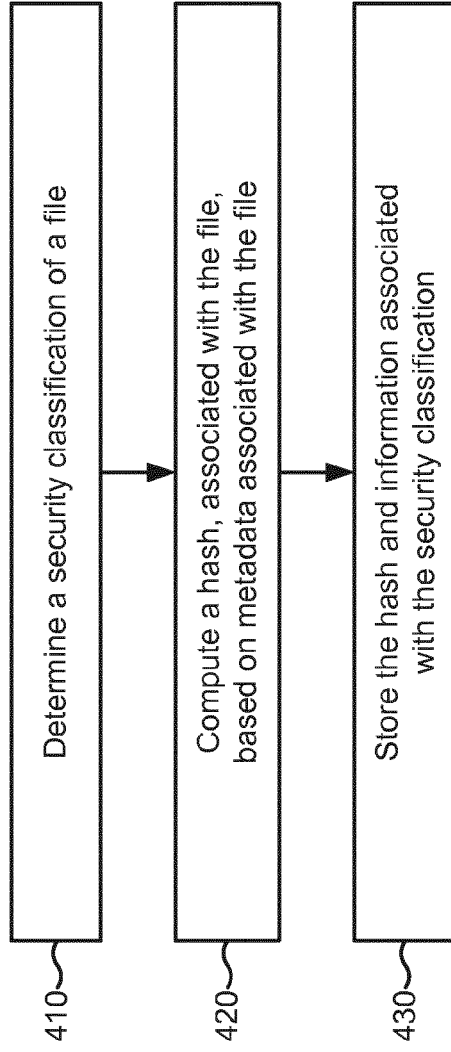 410
Determine a security classification of a file
420
Compute a hash, associated with the file,
based on metadata associated with the file
430
Store the hash and information associated
with the security classification